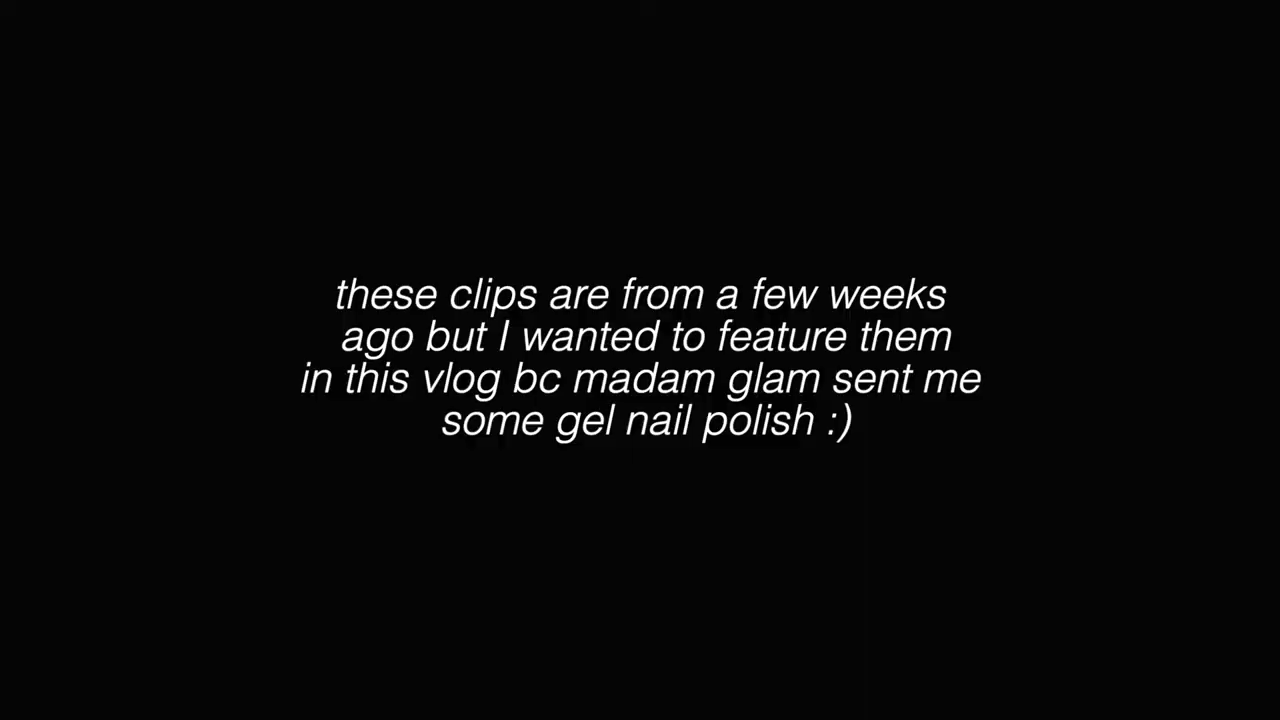 these clips are from a few weeks
ago but I wanted to feature them
in this vlog bc madam glam sent me
some gel nail polish :)